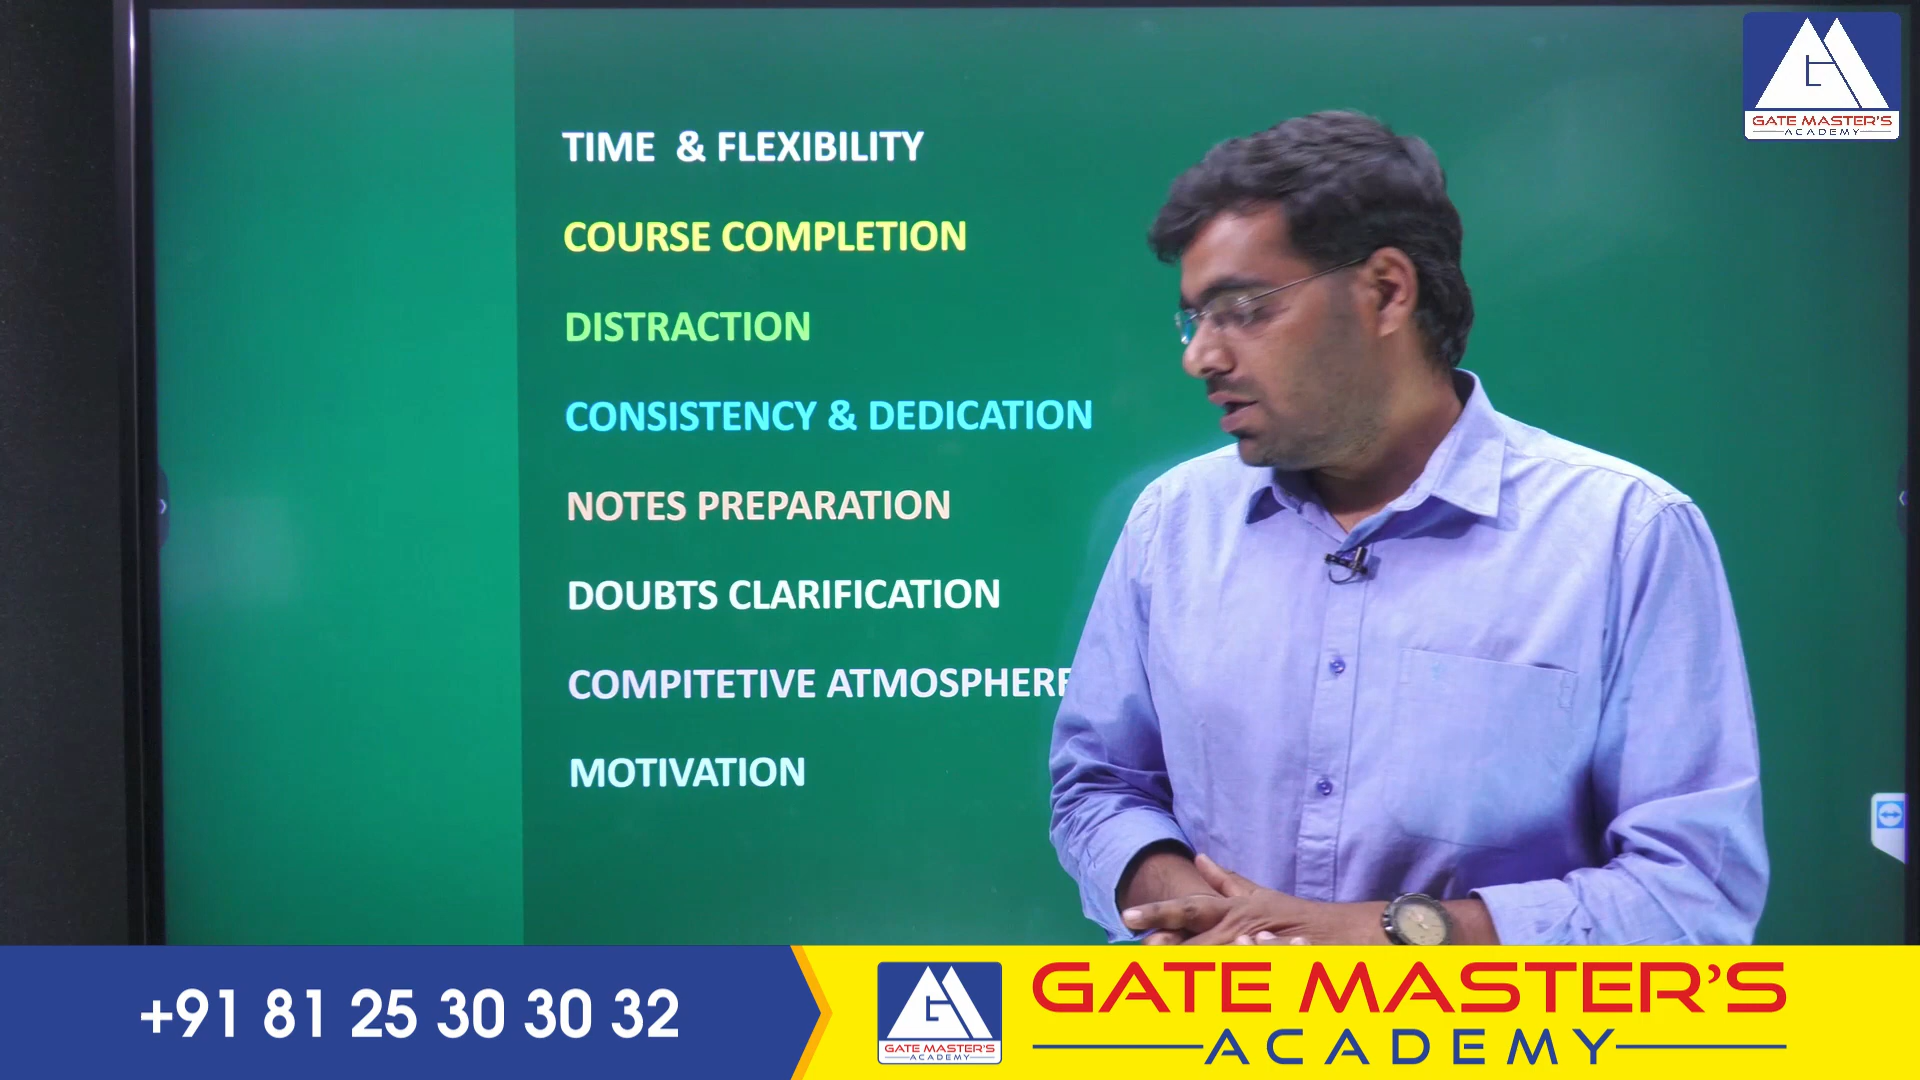 GATE MASTER'S
ACADEMY
TIME & FLEXIBILITY
COURSE COMPLETION
DISTRACTION
CONSISTENCY & DEDICATION
NOTES PREPARATION
DOUBTS CLARIFICATION
COMPITETIVE ATMOSPHERE
MOTIVATION
+91 81 25 30 30 32
GATE MASTER'S
ACADEMY
GATE MASTER'S
ACADEMY